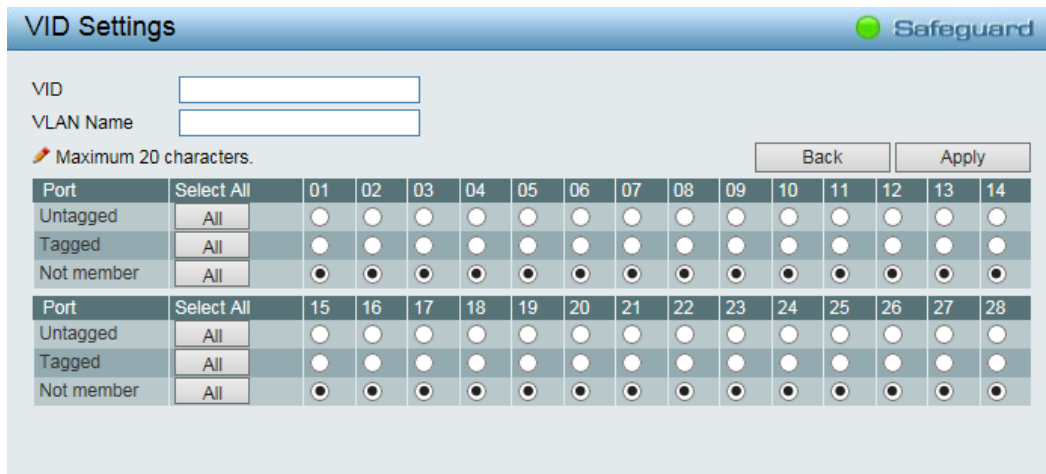 VID Settings
Safeguard
VID
VLAN Name
Maximum 20 characters.
Back
Apply
Port Select All 01 02 03 04 05 06 07 08 09 10 11 12 13 14
Untagged All
Tagged All
Not member All
Port Select All 15 16 17 18 19 20 21 22 23 24 25 26 27 28
Untagged All
Tagged All
Not member All